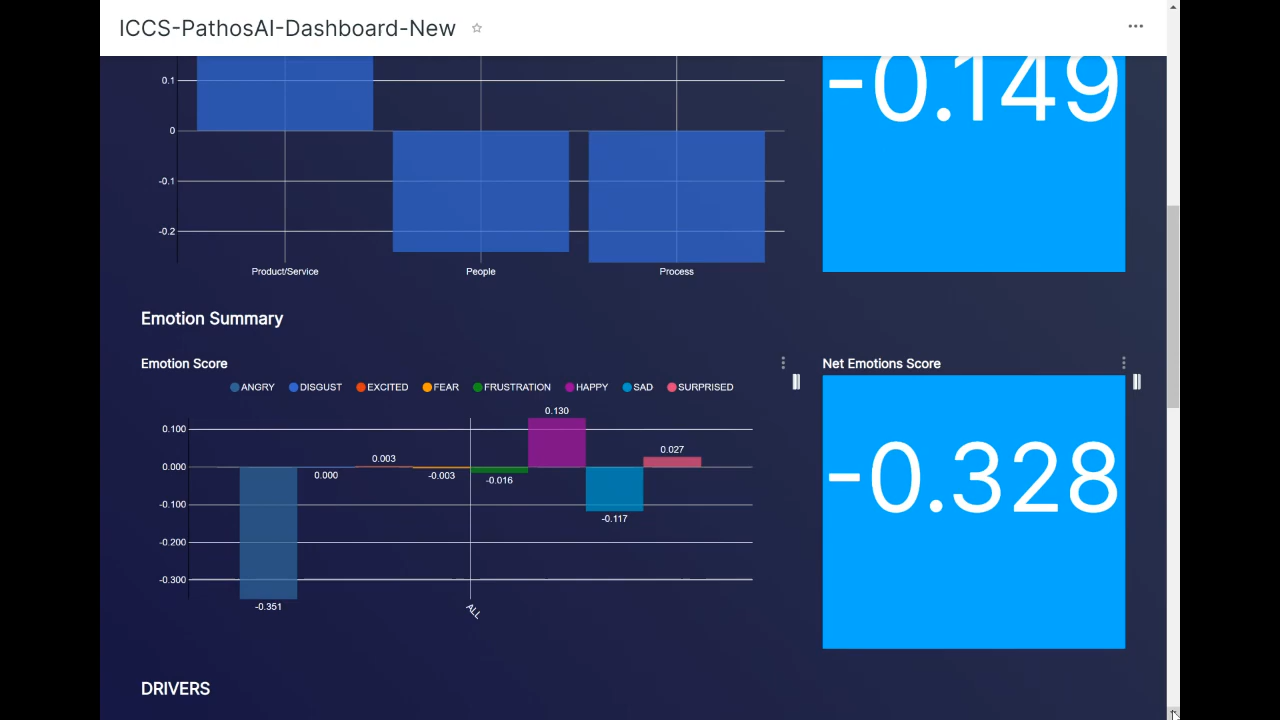 ICCS-PathosAI-Dashboard-New
0.1
0
-0.1
-0.2
Product/Service
People
Process
-0.149
Emotion Summary
Emotion Score
ANGRY DISGUST EXCITED FEAR FRUSTRATION HAPPY SAD SURPRISED
0.100
0.000
-0.100
-0.200
-0.300
-0.351
0.000
0.003
-0.003
-0.016
0.130
-0.117
0.027
ALL
Net Emotions Score
-0.328
DRIVERS